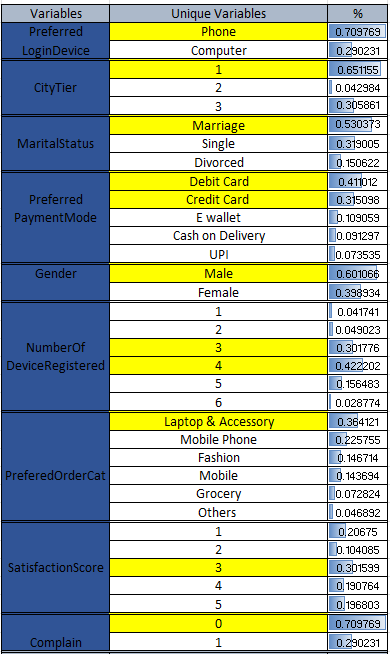 Variables Unique Variables %
Preferred LoginDevice Phone 0.709769
Computer 0.290231
CityTier 1 0.651155
2 0.042984
3 0.305861
MaritalStatus Marriage 0.530373
Single 0.319005
Divorced 0.150622
Preferred PaymentMode Debit Card 0.411012
Credit Card 0.315098
E wallet 0.109059
Cash on Delivery 0.091297
UPI 0.073535
Gender Male 0.601066
Female 0.398934
NumberOf DeviceRegistered 1 0.041741
2 0.049023
3 0.301776
4 0.422202
5 0.156483
6 0.028774
PreferedOrderCat Laptop & Accessory 0.364121
Mobile Phone 0.225755
Fashion 0.146714
Mobile 0.143694
Grocery 0.072824
Others 0.046892
SatisfactionScore 1 0.20675
2 0.104085
3 0.301599
4 0.190764
5 0.196803
Complain 0 0.709769
1 0.290231